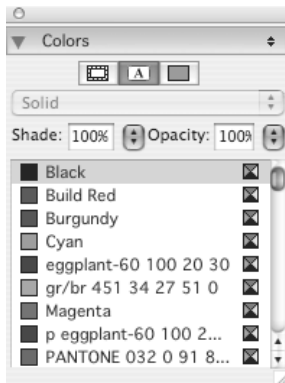 Colors
A
Solid
Shade: 100% Opacity: 100%
Black
Build Red
Burgundy
Cyan
eggplant-60 100 20 30
gr/br 451 34 27 51 0
Magenta
p eggplant-60 100 2...
PANTONE 032 0 91 8...